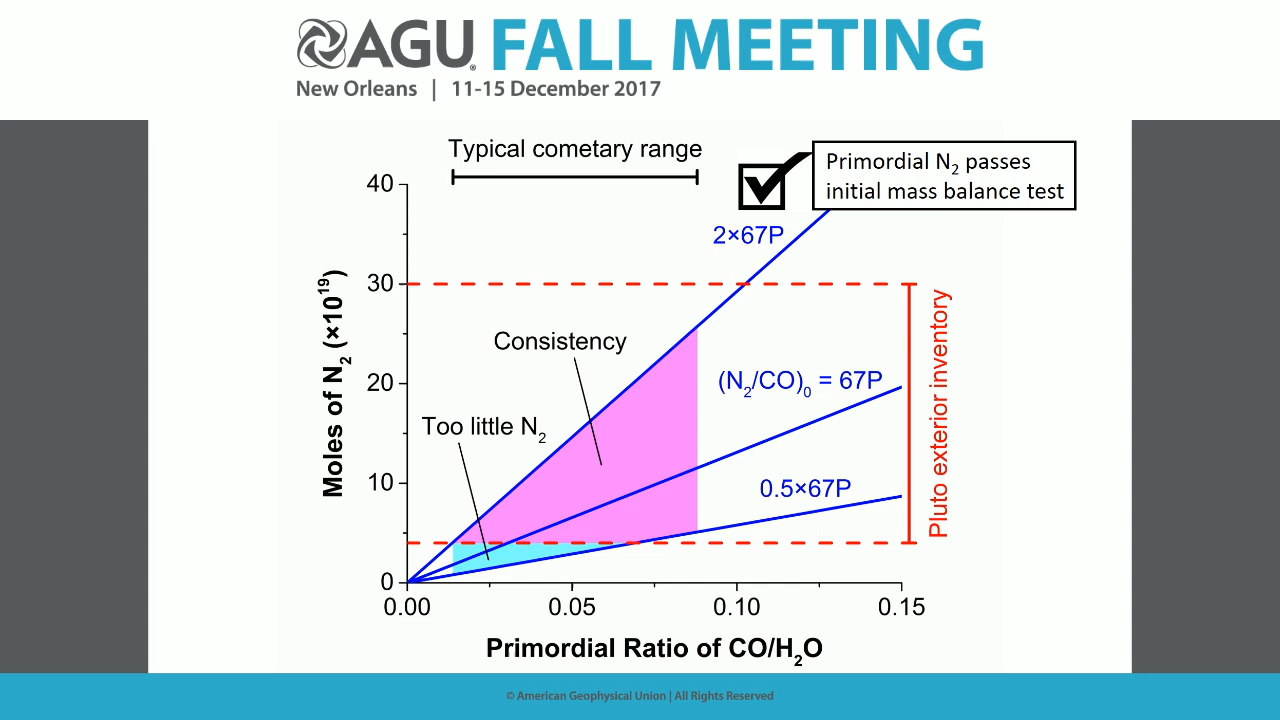 AGU FALL MEETING
New Orleans | 11-15 December 2017
Typical cometary range
Primordial N₂ passes
initial mass balance test
40
2×67P
30
Consistency
(N₂/CO)₀ = 67P
20
Too little N₂
10
0.5×67P
0
Moles of N₂ (×10¹⁹)
Pluto exterior inventory
0.00 0.05 0.10 0.15
Primordial Ratio of CO/H₂O
© American Geophysical Union | All Rights Reserved